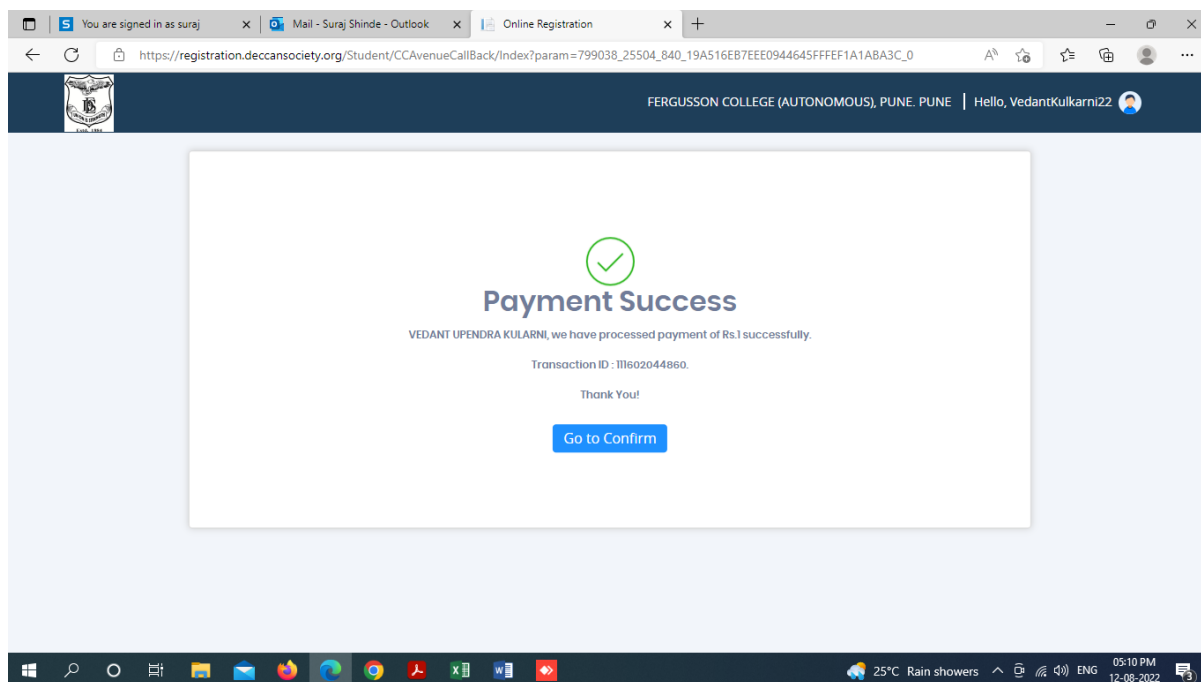 You are signed in as suraj
Mail - Suraj Shinde - Outlook
Online Registration
https://registration.deccansociety.org/Student/CCAvenueCallBack/Index?param=799038_25504_840_19A516EB7EEE0944645FFFEF1A1ABA3C_0
FERGUSSON COLLEGE (AUTONOMOUS), PUNE. PUNE | Hello, VedantKulkarni22
Payment Success
VEDANT UPENDRA KULARNI, we have processed payment of Rs.1 successfully.
Transaction ID : 111602044860.
Thank You!
Go to Confirm
25°C Rain showers
ENG
05:10 PM
12-08-2022